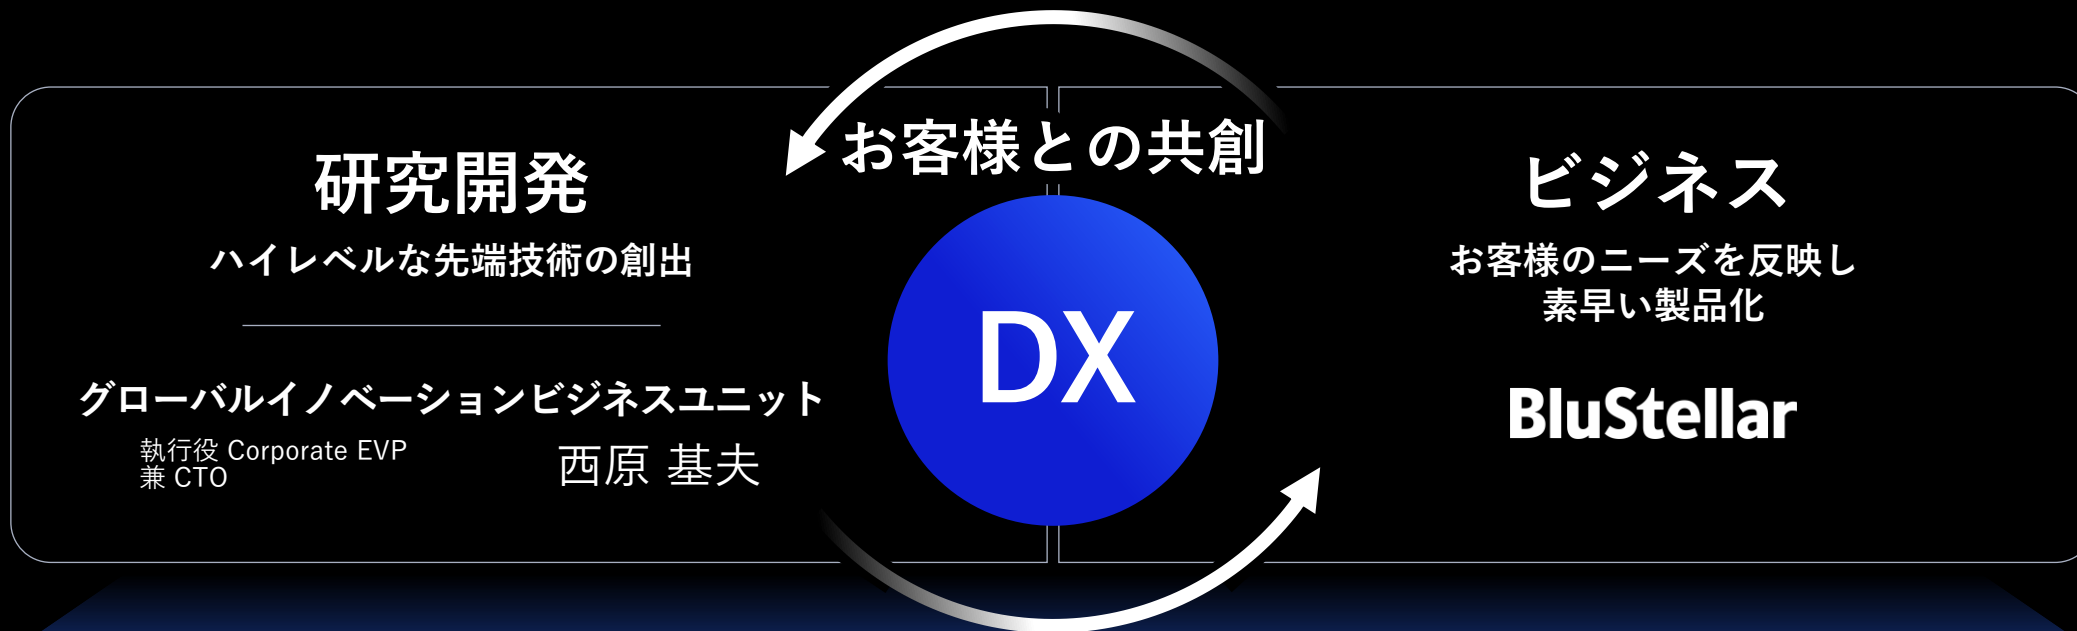 お客様との共創
研究開発
ハイレベルな先端技術の創出
グローバルイノベーションビジネスユニット
執行役 Corporate EVP
兼 CTO
西原 基夫
DX
ビジネス
お客様のニーズを反映し
素早い製品化
BluStellar